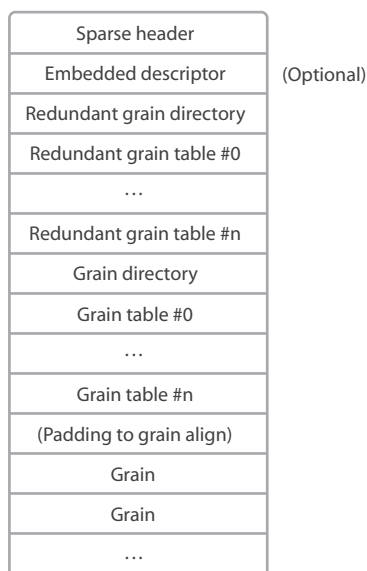 Sparse header
Embedded descriptor (Optional)
Redundant grain directory
Redundant grain table #0
…
Redundant grain table #n
Grain directory
Grain table #0
…
Grain table #n
(Padding to grain align)
Grain
Grain
…